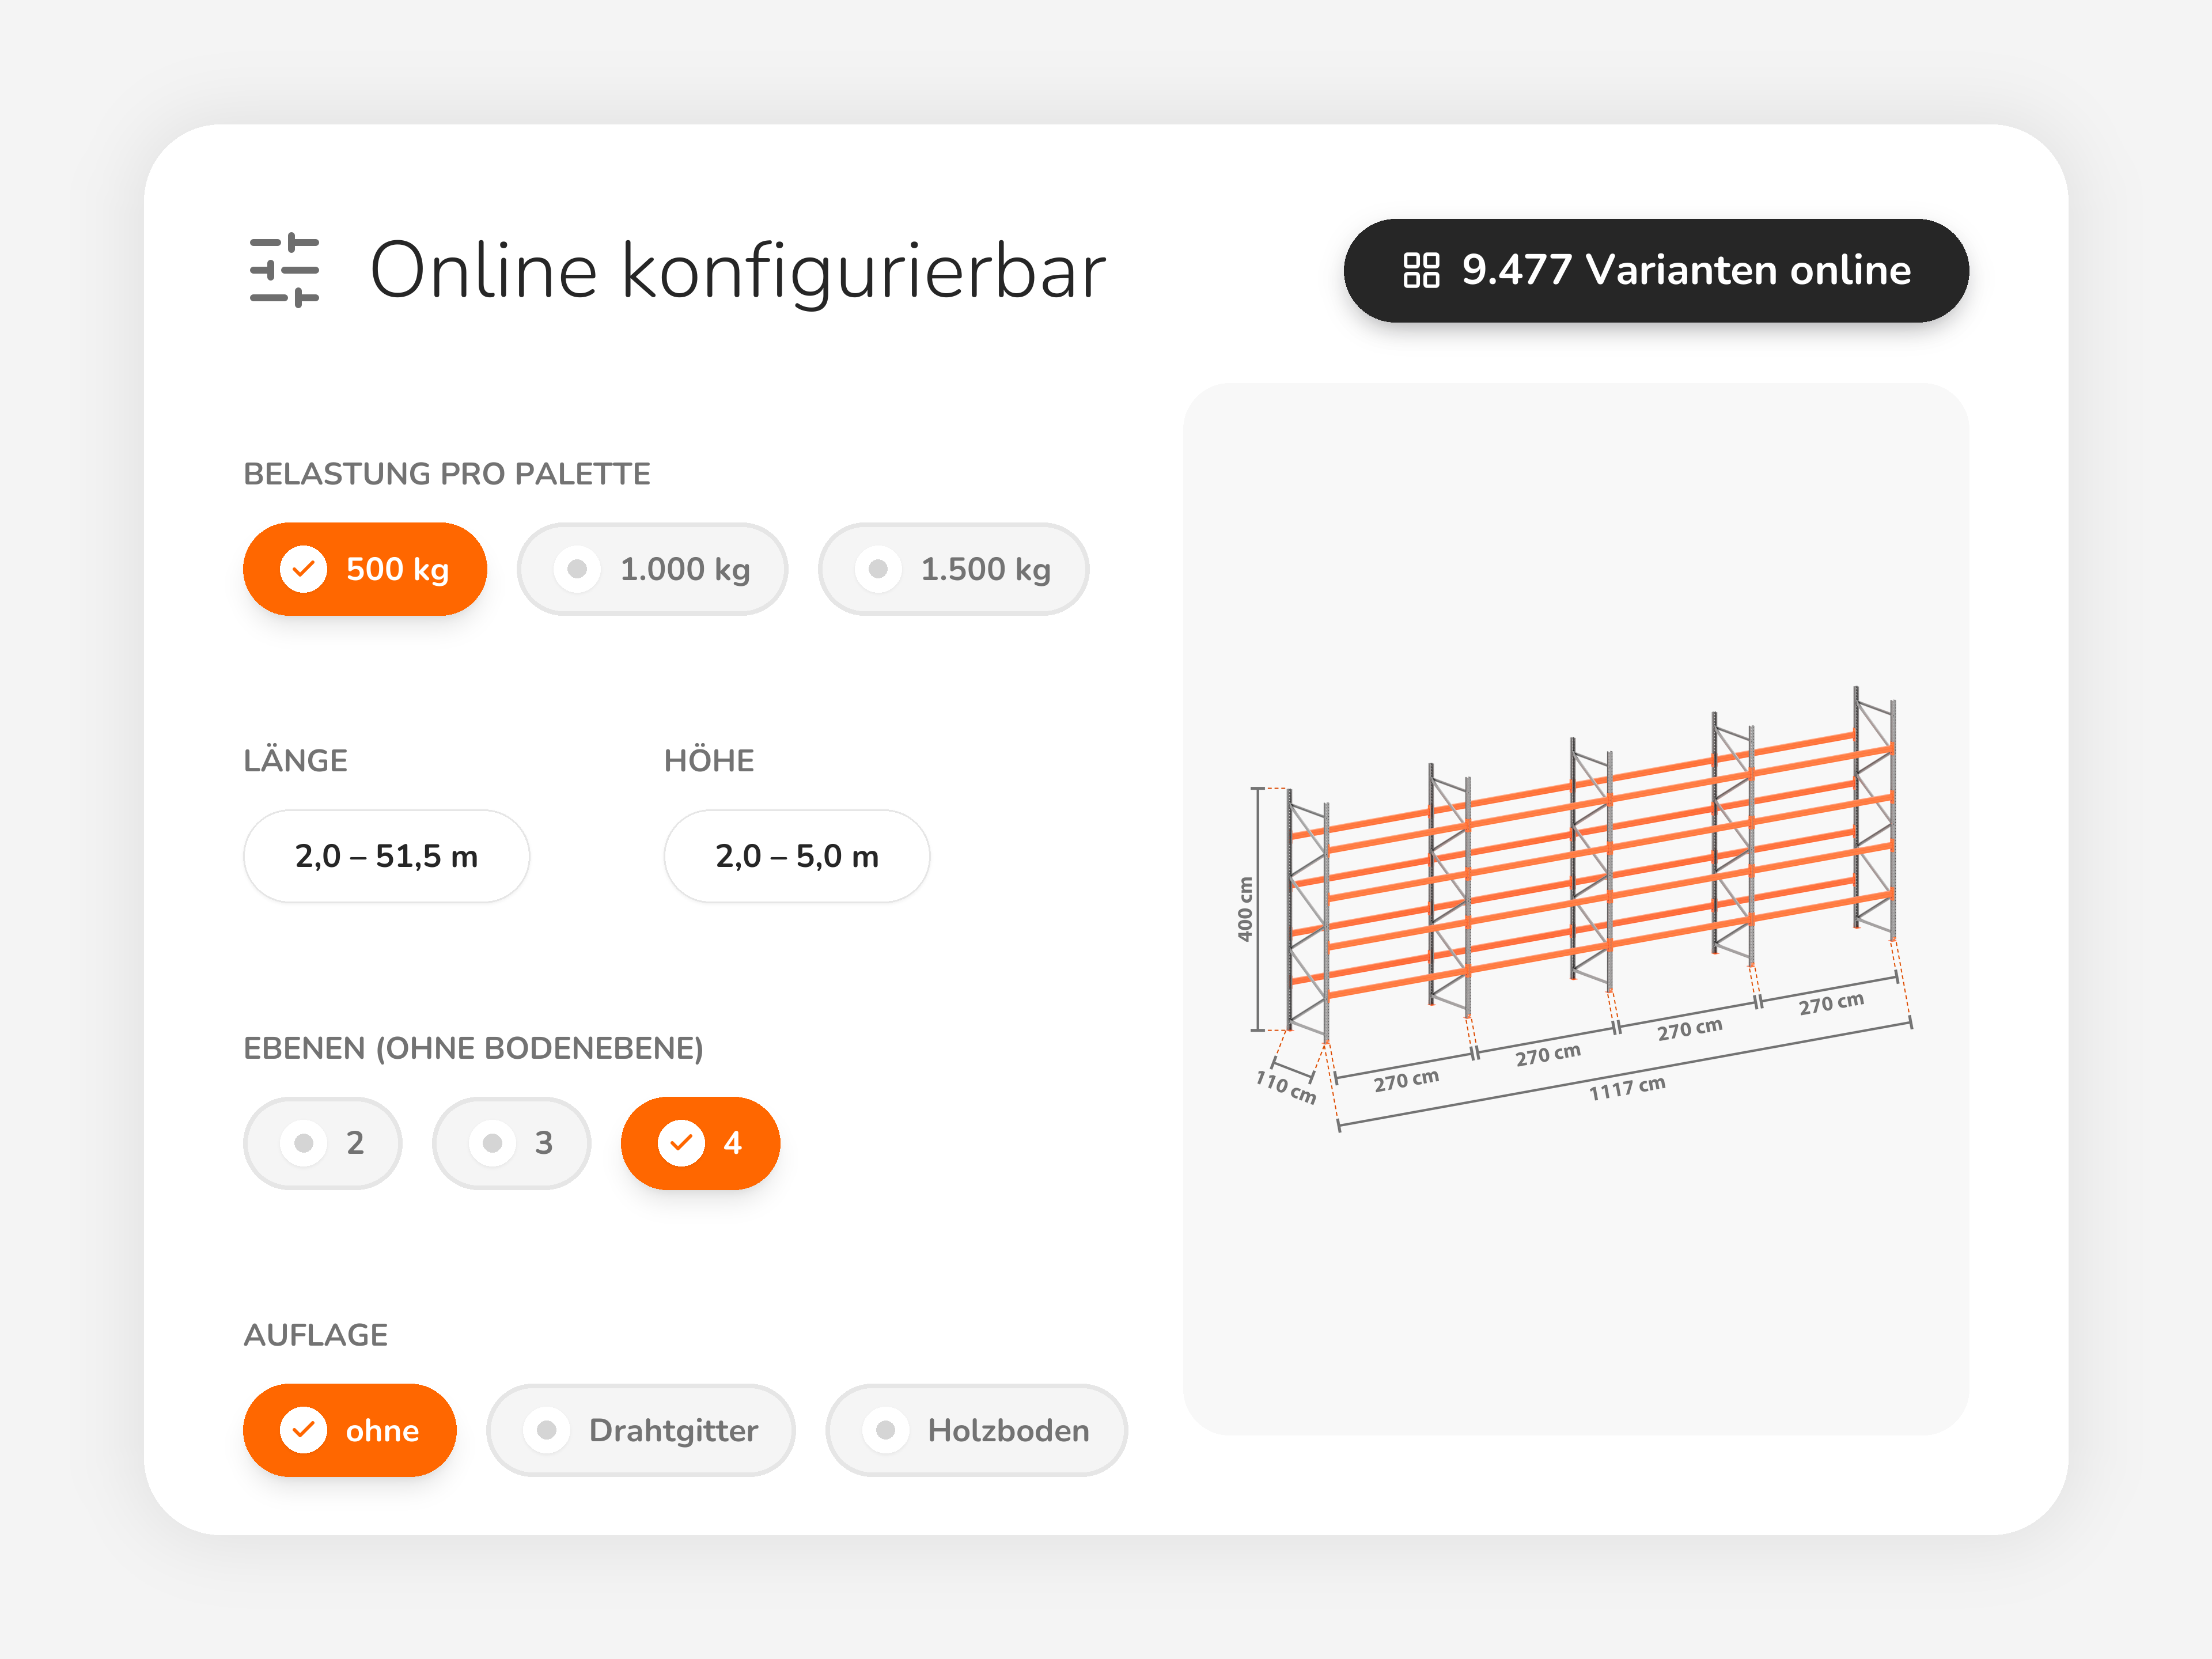 Online konfigurierbar
9.477 Varianten online
BELASTUNG PRO PALETTE
500 kg
1.000 kg
1.500 kg
LÄNGE
HÖHE
2,0 – 51,5 m
2,0 – 5,0 m
EBENEN (OHNE BODENEBENE)
2
3
4
AUFLAGE
ohne
Drahtgitter
Holzboden
400 cm
110 cm
270 cm
270 cm
270 cm
270 cm
1117 cm